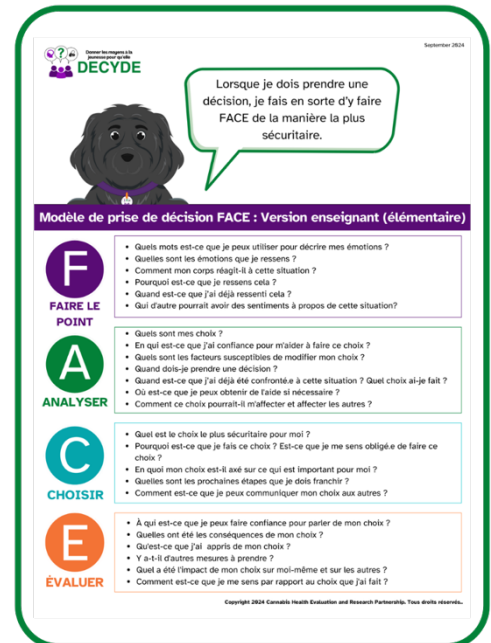 September 2024
Donner les moyens à la
jeunesse pour qu'elle
DECYDE
Lorsque je dois prendre une
décision, je fais en sorte d'y faire
FACE de la manière la plus
sécuritaire.
Modèle de prise de décision FACE : Version enseignant (élémentaire)
F
FAIRE LE
POINT
• Quels mots est-ce que je peux utiliser pour décrire mes émotions ?
• Quelles sont les émotions que je ressens ?
• Comment mon corps réagit-il à cette situation ?
• Pourquoi est-ce que je ressens cela ?
• Quand est-ce que j'ai déjà ressenti cela ?
• Qui d'autre pourrait avoir des sentiments à propos de cette situation?
A
ANALYSER
• Quels sont mes choix ?
• En qui est-ce que j'ai confiance pour m'aider à faire ce choix ?
• Quels sont les facteurs susceptibles de modifier mon choix ?
• Quand dois-je prendre une décision ?
• Quand est-ce que j'ai déjà été confronté.e à cette situation ? Quel choix ai-je fait ?
• Où est-ce que je peux obtenir de l'aide si nécessaire ?
• Comment ce choix pourrait-il m'affecter et affecter les autres ?
C
CHOISIR
• Quel est le choix le plus sécuritaire pour moi ?
• Pourquoi est-ce que je fais ce choix ? Est-ce que je me sens obligé.e de faire ce
choix ?
• En quoi mon choix est-il axé sur ce qui est important pour moi ?
• Quelles sont les prochaines étapes que je dois franchir ?
• Comment est-ce que je peux communiquer mon choix aux autres ?
E
ÉVALUER
• À qui est-ce que je peux faire confiance pour parler de mon choix ?
• Quelles ont été les conséquences de mon choix ?
• Qu'est-ce que j'ai appris de mon choix ?
• Y a-t-il d'autres mesures à prendre ?
• Quel a été l'impact de mon choix sur moi-même et sur les autres ?
• Comment est-ce que je me sens par rapport au choix que j'ai fait ?
Copyright 2024 Cannabis Health Evaluation and Research Partnership. Tous droits réservés..